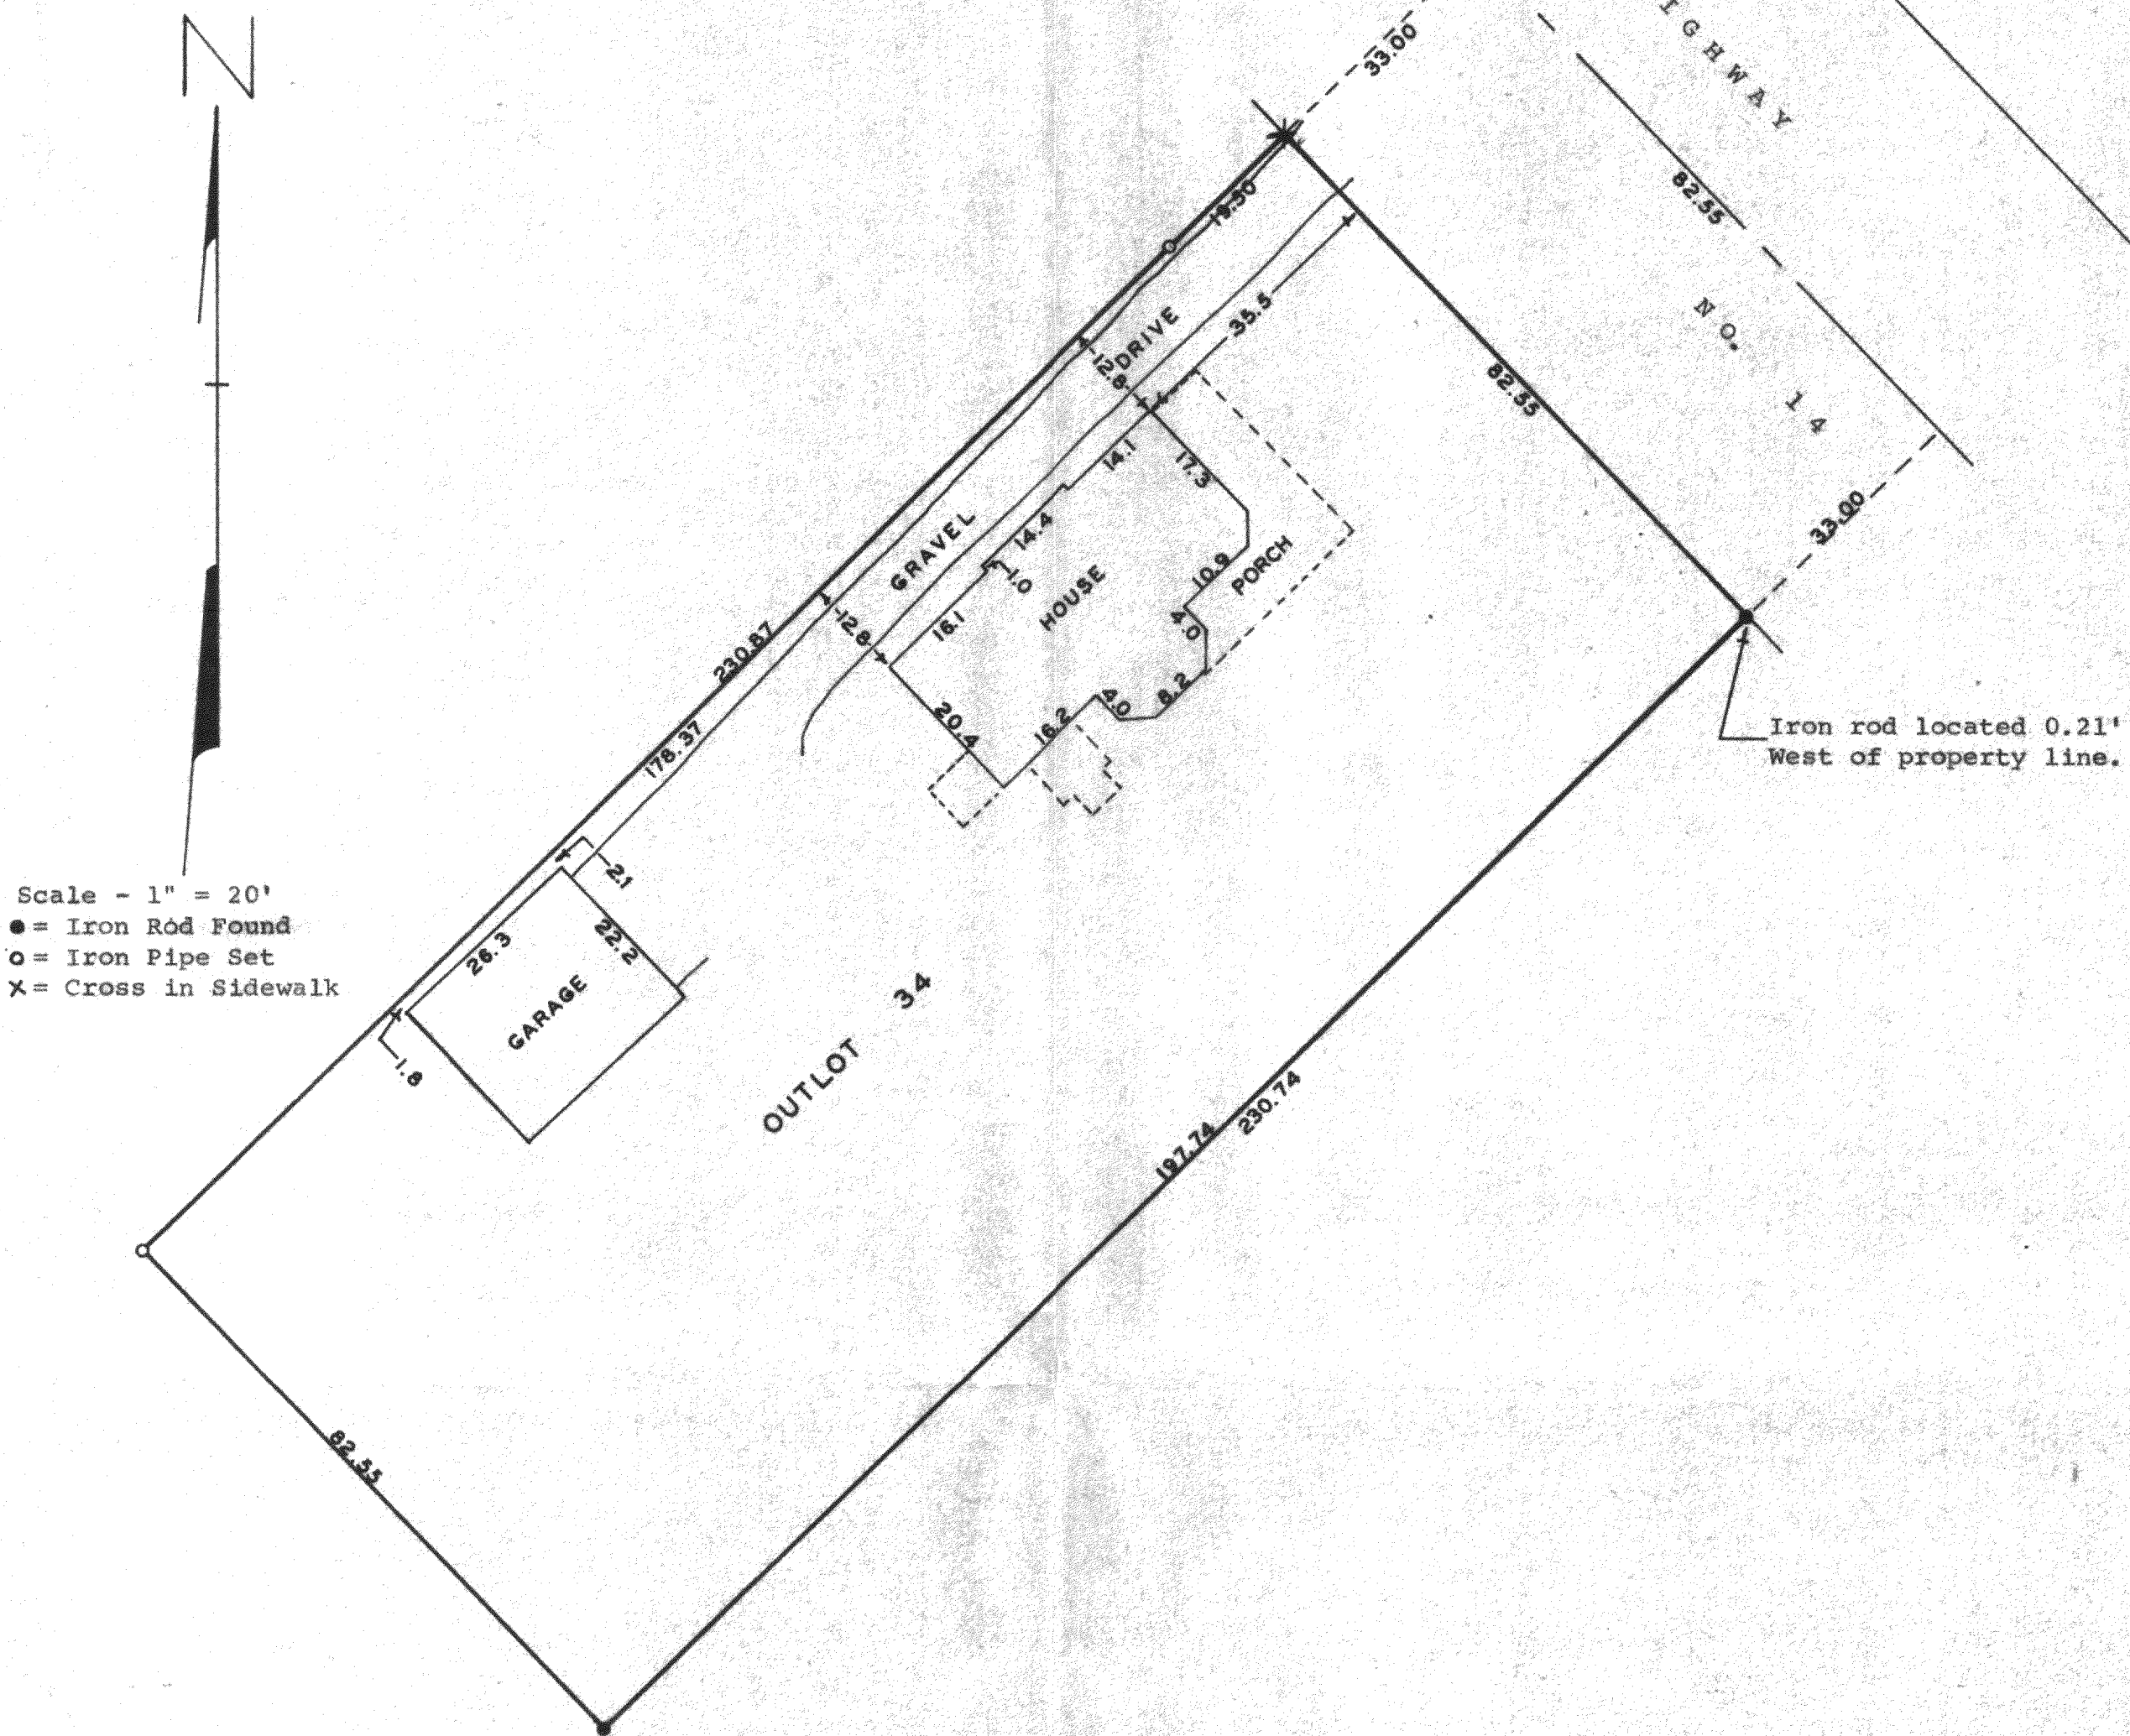 N
33.00
IGHWAY
82.55
NO. 14
19.50
DRIVE
12.8
35.5
82.55
33.00
14.1
17.3
14.4
1.0
GRAVEL
10.9
PORCH
HOUSE
16.1
12.8
4.0
230.87
8.2
4.0
16.2
20.4
178.37
Iron rod located 0.21'
West of property line.
2.1
Scale - 1" = 20'
● = Iron Rod Found
o = Iron Pipe Set
X = Cross in Sidewalk
26.3
22.2
GARAGE
1.8
OUTLOT 34
197.74
230.74
82.55